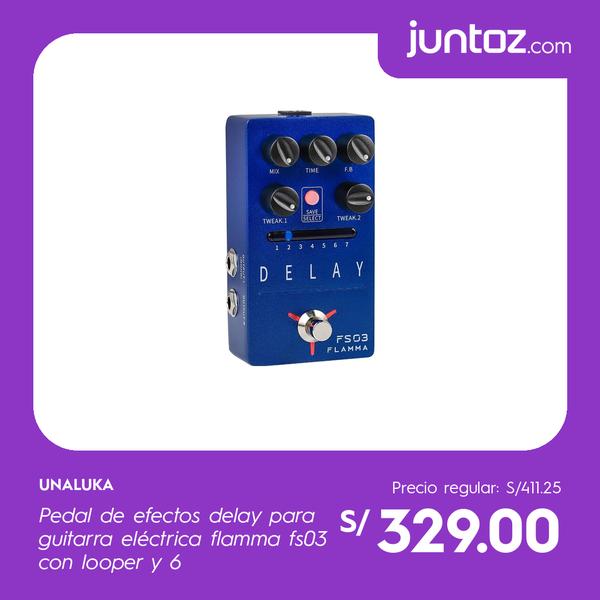 juntoz.com
MIX TIME F.B
TWEAK.1 SAVE TWEAK.2
SELECT
1 2 3 4 5 6 7
DELAY
FS03
FLAMMA
UNALUKA
Pedal de efectos delay para
guitarra eléctrica flamma fs03
con looper y 6
Precio regular: S/411.25
S/ 329.00